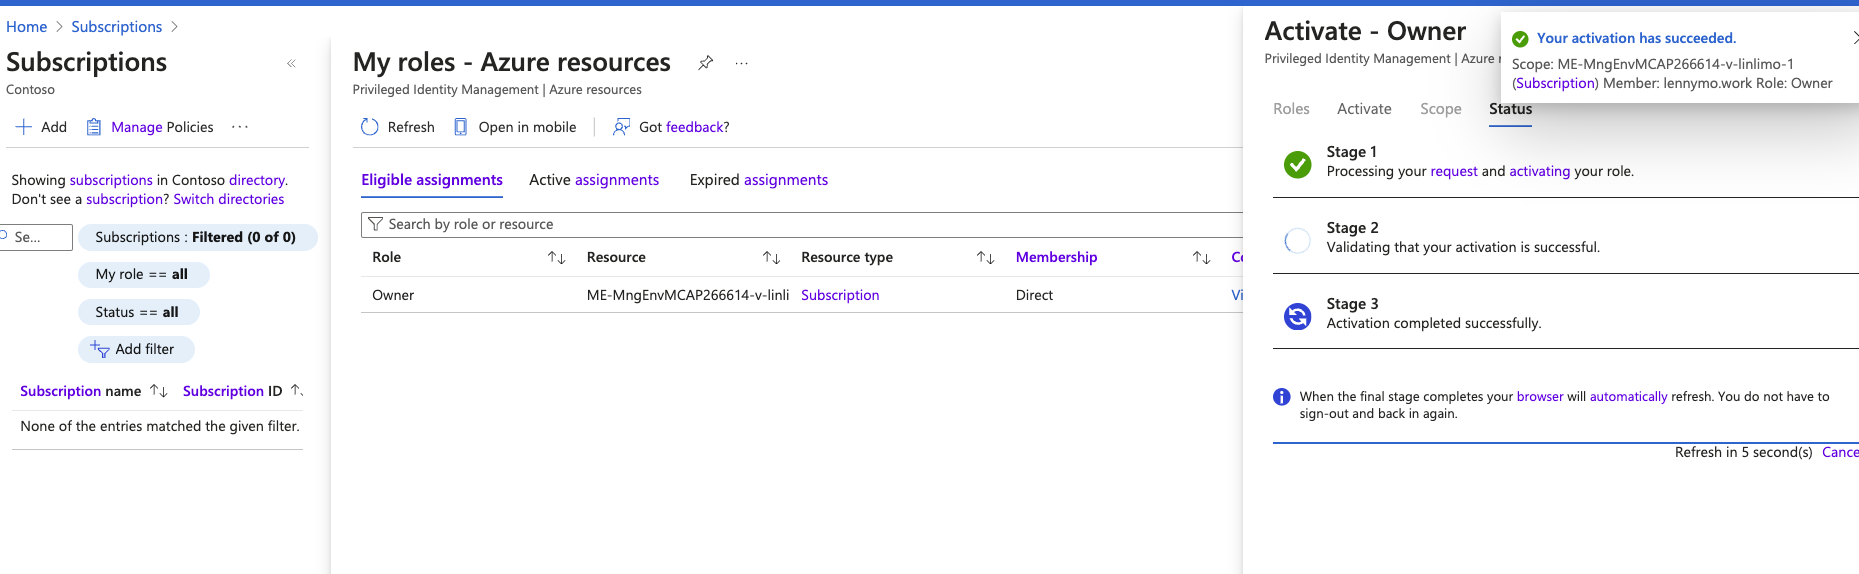 Home > Subscriptions >
Subscriptions
Contoso
Add Manage Policies ...
Showing subscriptions in Contoso directory.
Don't see a subscription? Switch directories
Se...
Subscriptions : Filtered (0 of 0)
My role == all
Status == all
Add filter
Subscription name Subscription ID
None of the entries matched the given filter.
My roles - Azure resources ...
Privileged Identity Management | Azure resources
Refresh Open in mobile Got feedback?
Eligible assignments Active assignments Expired assignments
Search by role or resource
Role Resource Resource type Membership
Owner ME-MngEnvMCAP266614-v-linli Subscription Direct Vi
Activate - Owner
Privileged Identity Management | Azure r
Your activation has succeeded.
Scope: ME-MngEnvMCAP266614-v-linlimo-1
(Subscription) Member: lennymo.work Role: Owner
Roles Activate Scope Status
Stage 1
Processing your request and activating your role.
Stage 2
Validating that your activation is successful.
Stage 3
Activation completed successfully.
When the final stage completes your browser will automatically refresh. You do not have to
sign-out and back in again.
Refresh in 5 second(s) Cance